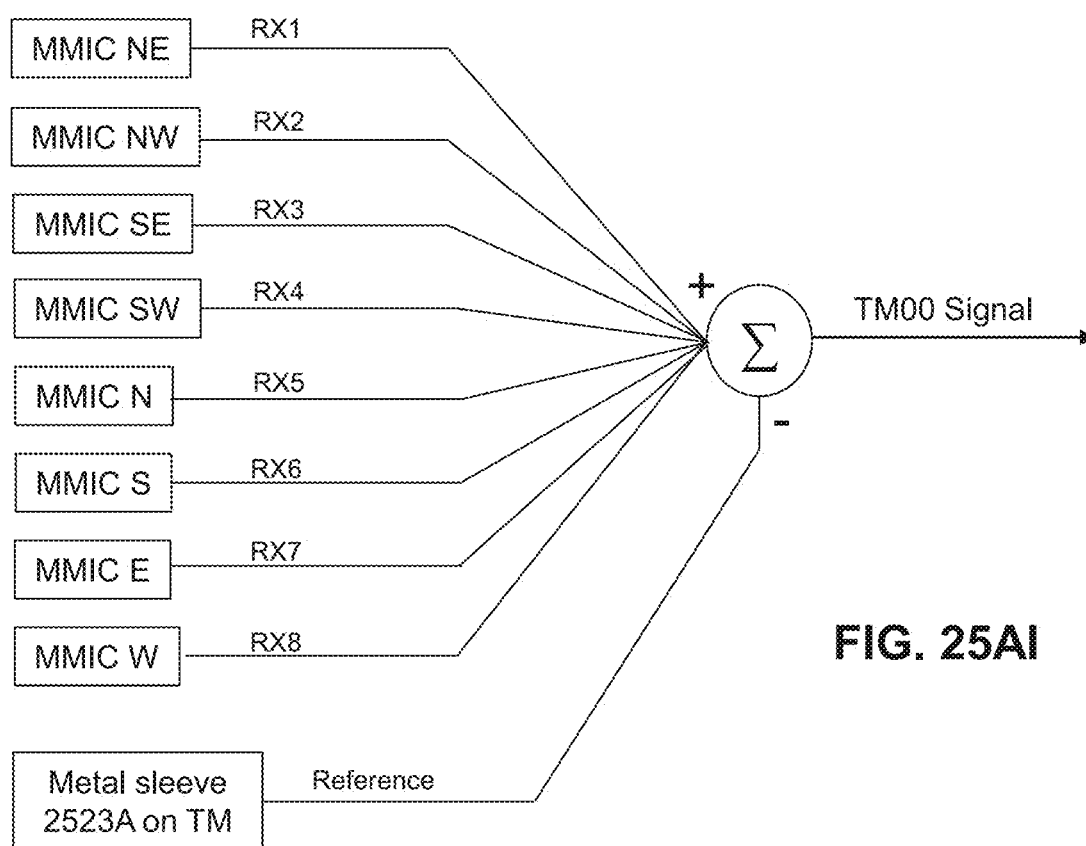 MMIC NE
RX1
MMIC NW
RX2
MMIC SE
RX3
MMIC SW
RX4
MMIC N
RX5
MMIC S
RX6
MMIC E
RX7
MMIC W
RX8
+
Σ
-
TM00 Signal
Metal sleeve
2523A on TM
Reference
FIG. 25AI